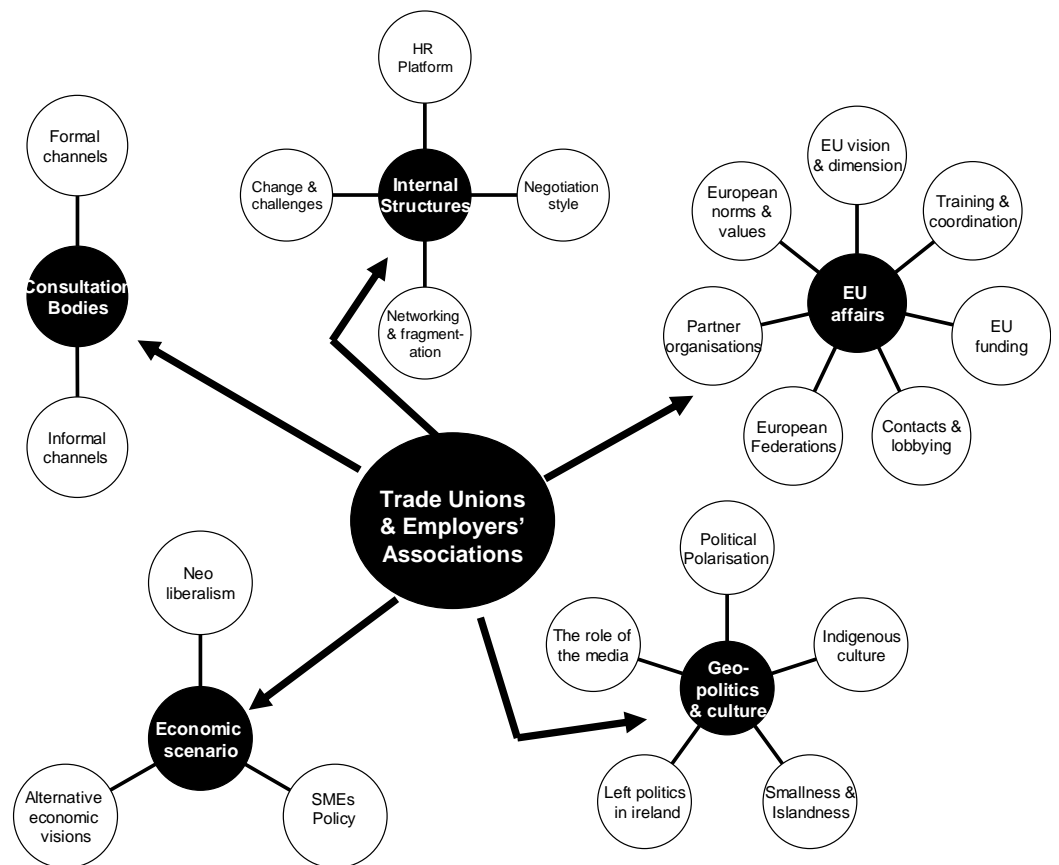 HR
Platform
Formal
channels
EU vision
& dimension
Change &
challenges
Internal
Structures
Negotiation
style
European
norms &
values
Training &
coordination
Consultation
Bodies
EU
affairs
Networking
& fragment-
ation
Partner
organisations
EU
funding
Informal
channels
European
Federations
Contacts &
lobbying
Trade Unions
& Employers’
Associations
Neo
liberalism
Political
Polarisation
The role of
the media
Indigenous
culture
Geo-
politics
& culture
Economic
scenario
Alternative
economic
visions
SMEs
Policy
Left politics
in ireland
Smallness &
Islandness